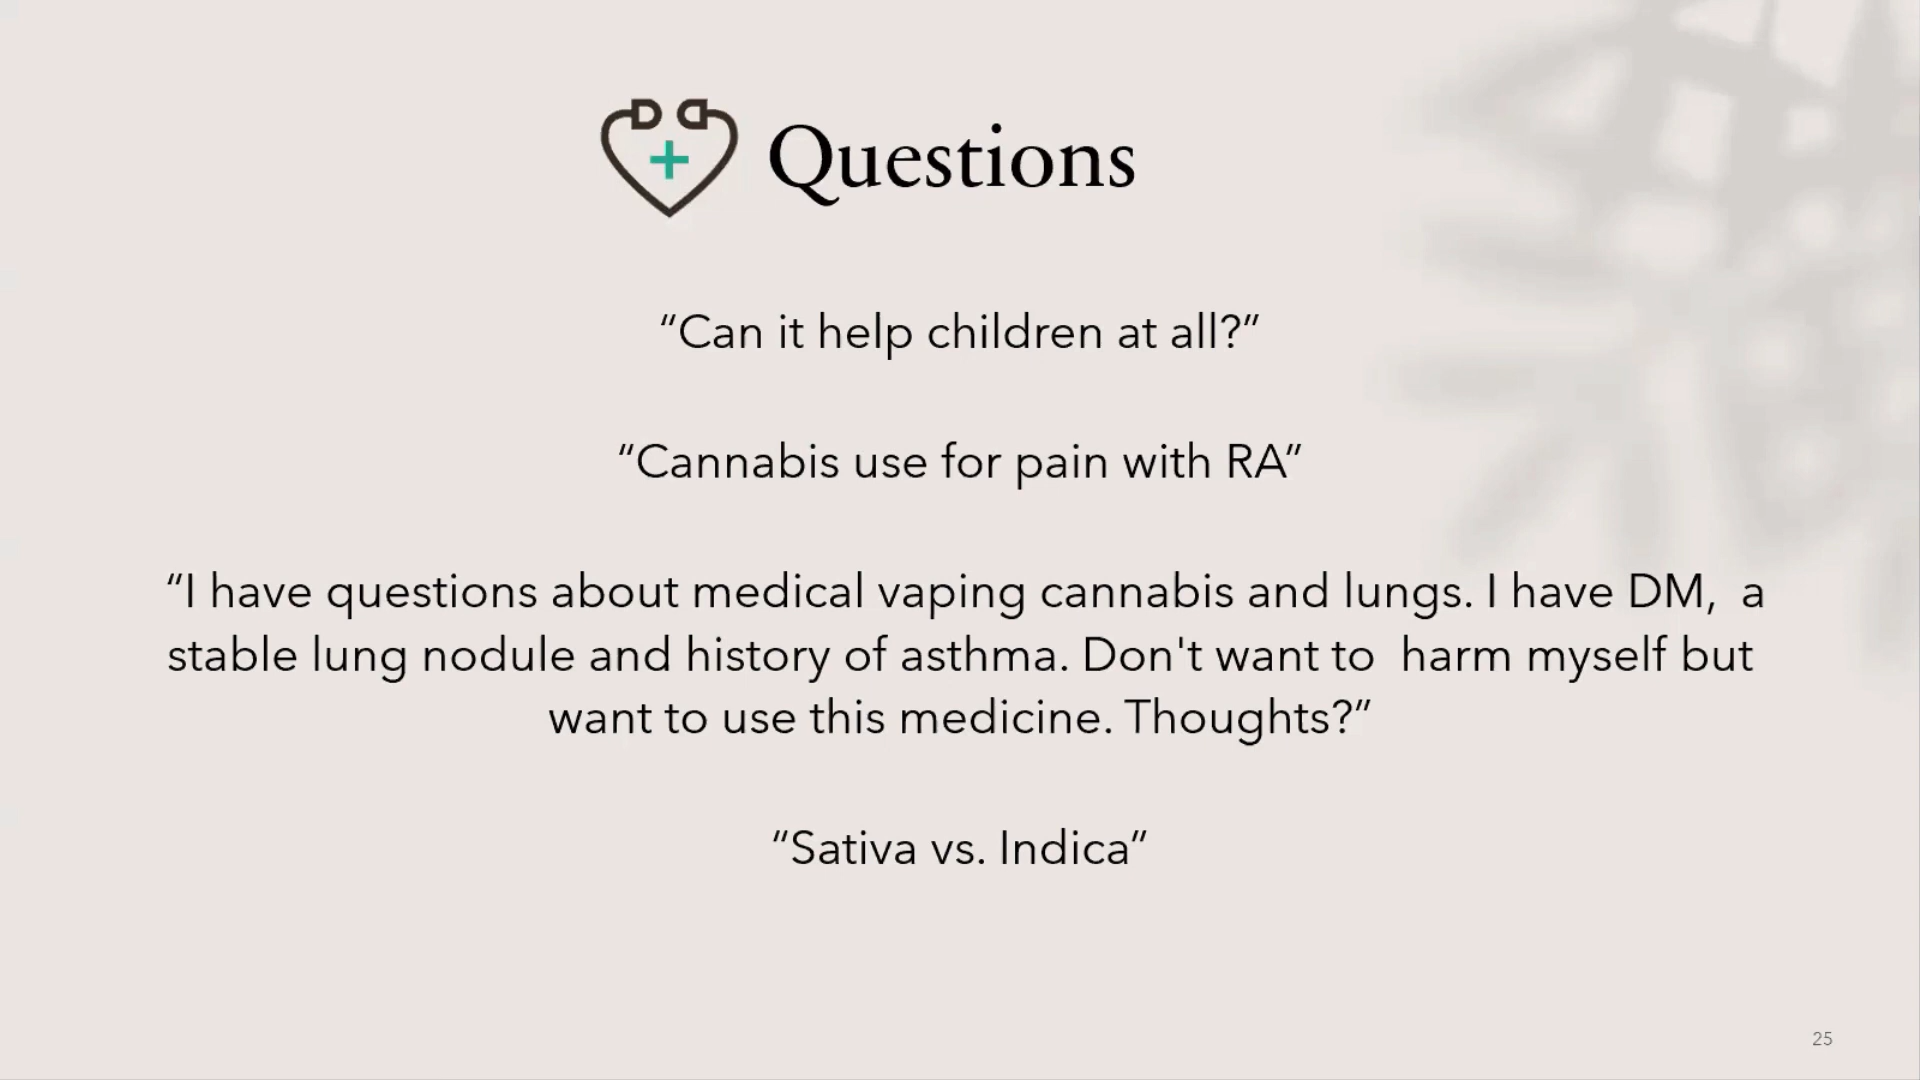 Questions
“Can it help children at all?”
“Cannabis use for pain with RA”
“I have questions about medical vaping cannabis and lungs. I have DM,  a
stable lung nodule and history of asthma. Don't want to  harm myself but
want to use this medicine. Thoughts?”
“Sativa vs. Indica”
25